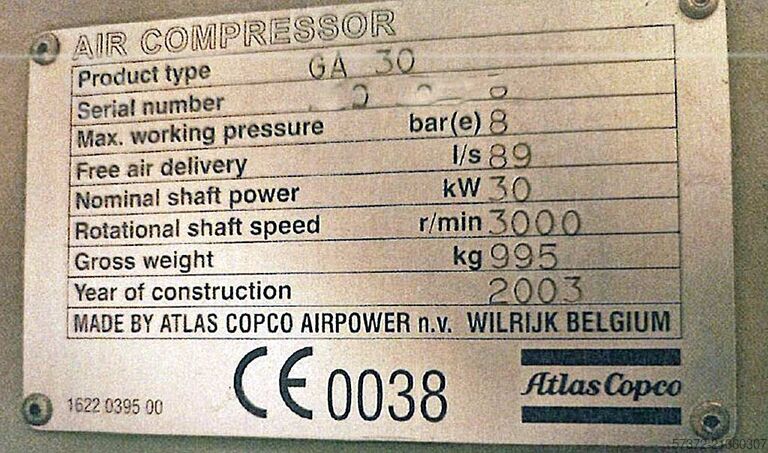 AIR COMPRESSOR
Product type GA 30
Serial number
Max. working pressure bar(e) 8
Free air delivery l/s 89
Nominal shaft power kW 30
Rotational shaft speed r/min 3000
Gross weight kg 995
Year of construction 2003
MADE BY ATLAS COPCO AIRPOWER n.v. WILRIJK BELGIUM
1622 0395 00 CE 0038 Atlas Copco
57372-21360307